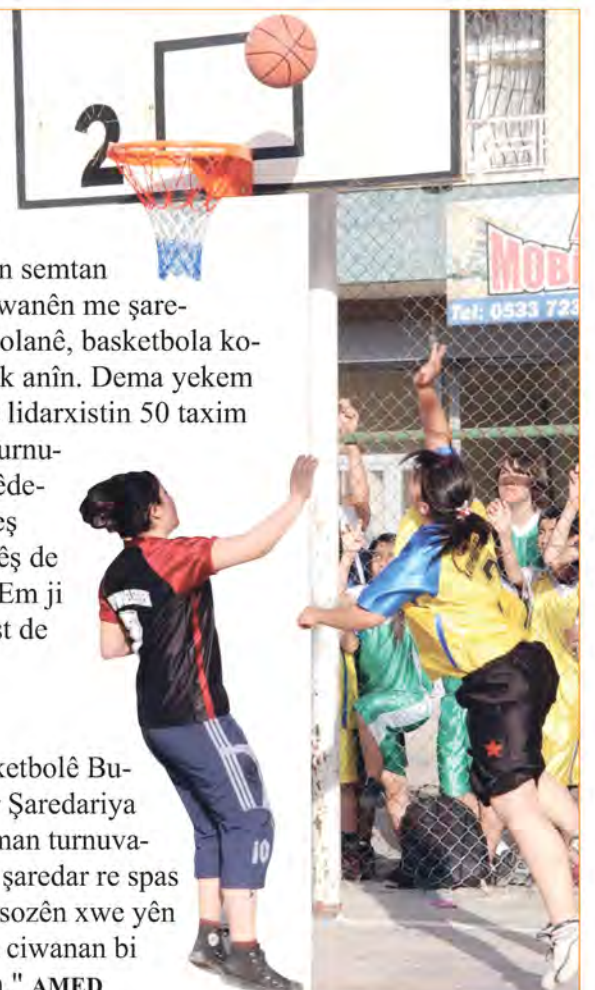 2
n semtan
wanên me şare-
olanê, basketbola ko-
k anîn. Dema yekem
lidarxistin 50 taxim
urnu-
êde-
eş
êş de
Em ji
st de
ketbolê Bu-
Şaredariya
man turnuva-
şaredar re spas
sozên xwe yên
ciwanan bi
AMED
MOBİ
Tel: 0533 723
10